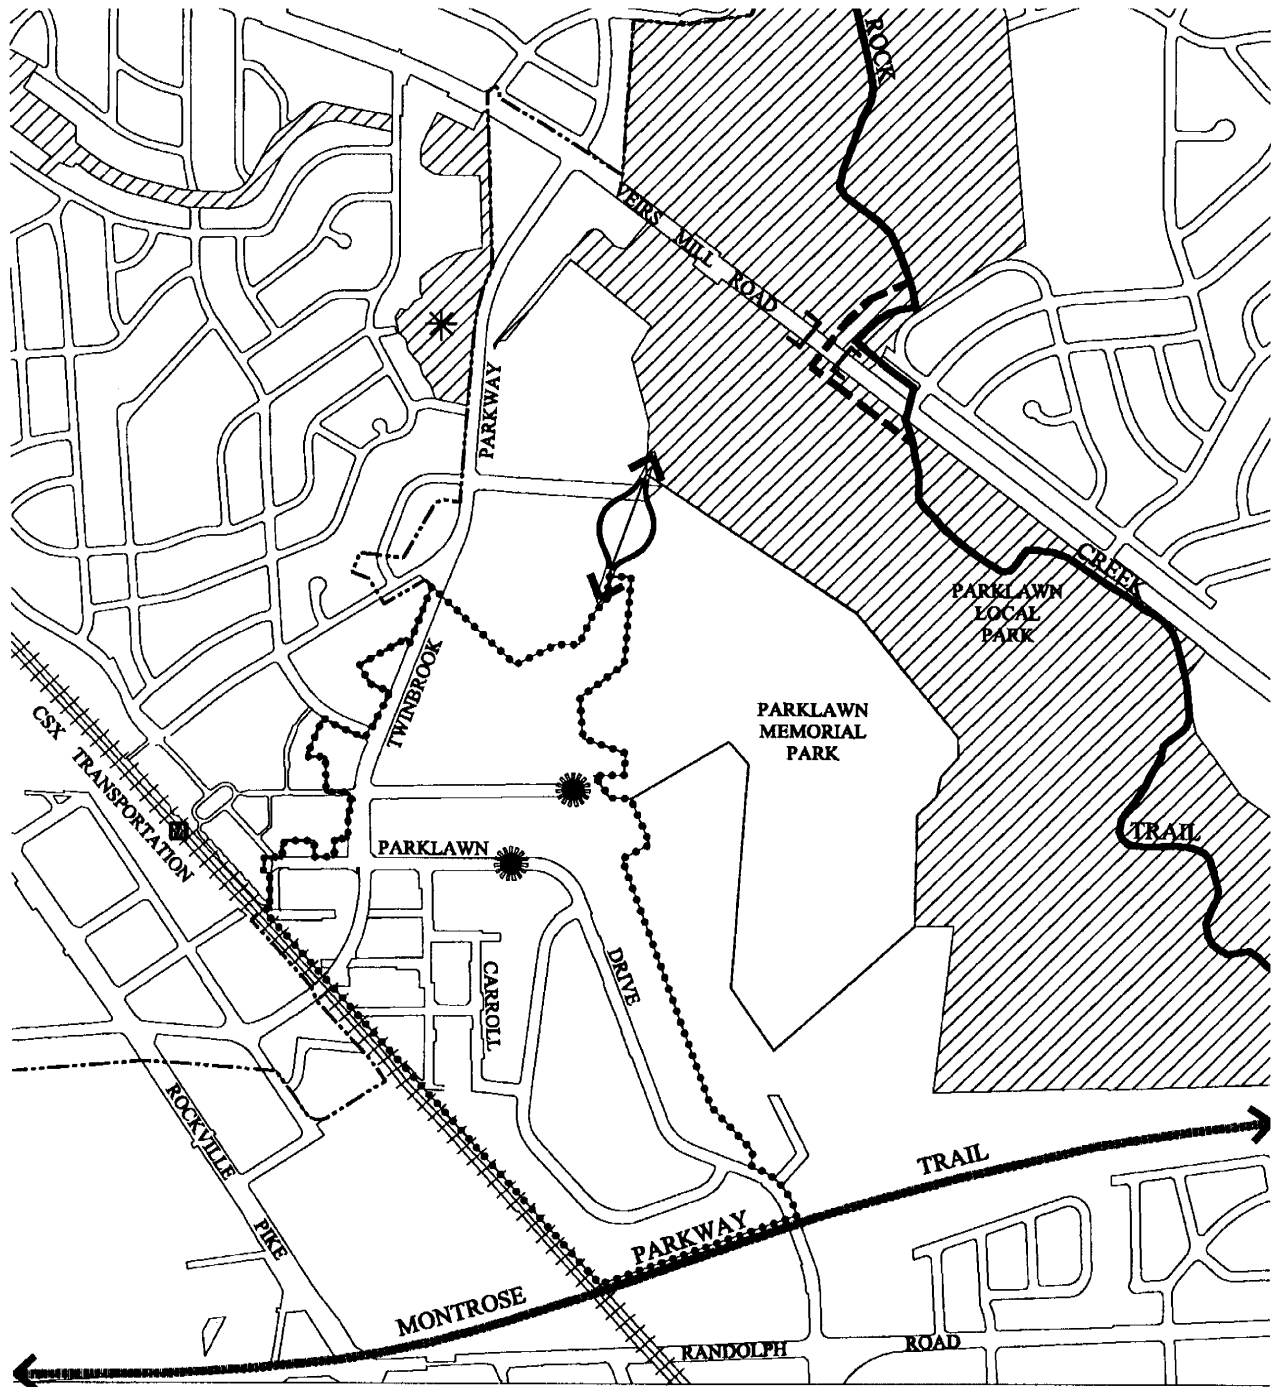 ROCK
VEIRS MILL ROAD
PARKWAY
CREEK
PARKLAWN
LOCAL
PARK
TWINBROOK
PARKLAWN
MEMORIAL
PARK
CSX TRANSPORTATION
TRAIL
PARKLAWN
DRIVE
CARROLL
ROCKVILLE
PIKE
TRAIL
PARKWAY
MONTROSE
RANDOLPH ROAD